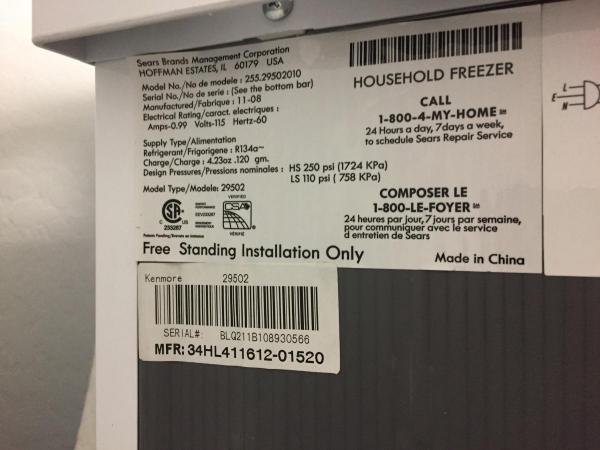 Sears Brands Management Corporation
HOFFMAN ESTATES, IL 60179 USA
Model No./No de modele : 255.29502010
Serial No./No de serie : (See the bottom bar)
Manufactured/Fabrique : 11-08
Electrical Rating/caract. electriques :
Amps-0.99 Volts-115 Hertz-60
Supply Type/Alimentation
Refrigerant/Frigorigene : R134a~
Charge/Charge : 4.23oz .120 gm.
Design Pressures/Pressions nominales : HS 250 psi (1724 KPa)
LS 110 psi ( 758 KPa)
Model Type/Modele: 29502
HOUSEHOLD FREEZER
CALL
1-800-4-MY-HOME
24 Hours a day, 7days a week,
to schedule Sears Repair Service
COMPOSER LE
1-800-LE-FOYER
24 heures par jour,7 jours par semaine,
pour communiquer avec le service
d entretien de Sears
C US
233267
VERIFIED
CSA
VÉRIFIÉ
Free Standing Installation Only
Made in China
L
E
N
Kenmore 29502
SERIAL#: BLQ211B108930566
MFR: 34HL411612-01520